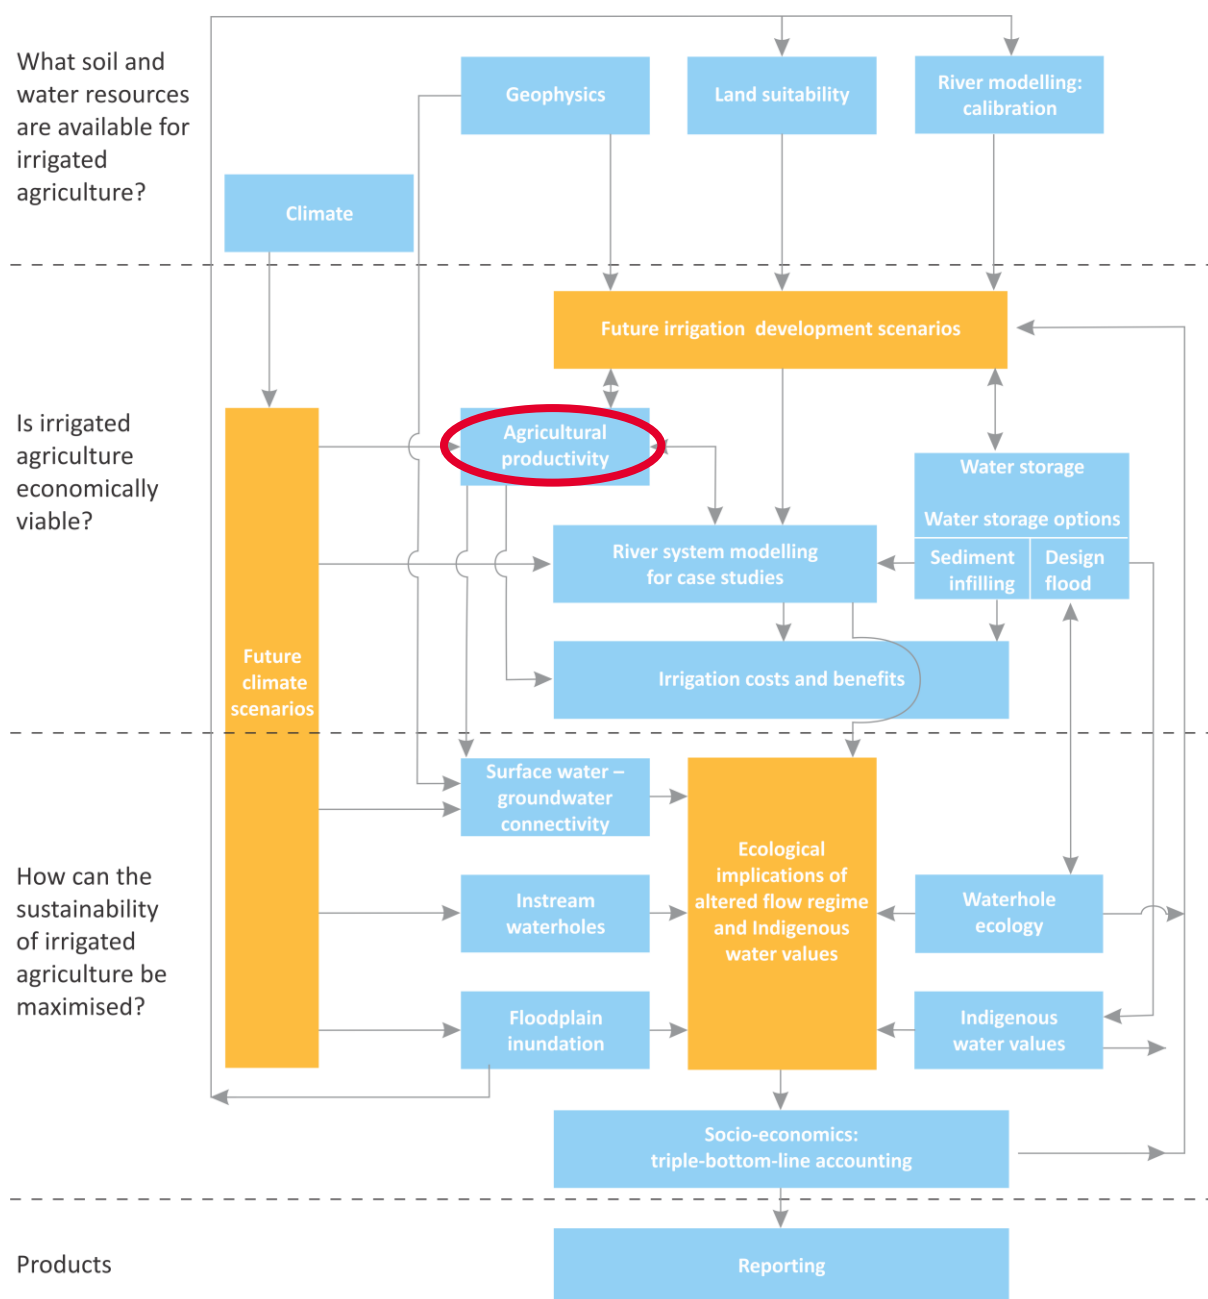 What soil and
water resources
are available for
irrigated
agriculture?
Geophysics
Land suitability
River modelling:
calibration
Climate
Future irrigation development scenarios
Is irrigated
agriculture
economically
viable?
Agricultural
productivity
Water storage
Water storage options
Sediment
infilling
Design
flood
River system modelling
for case studies
Future
climate
scenarios
Irrigation costs and benefits
How can the
sustainability
of irrigated
agriculture be
maximised?
Surface water –
groundwater
connectivity
Ecological
implications of
altered flow regime
and Indigenous
water values
Instream
waterholes
Waterhole
ecology
Floodplain
inundation
Indigenous
water values
Socio-economics:
triple-bottom-line accounting
Products
Reporting